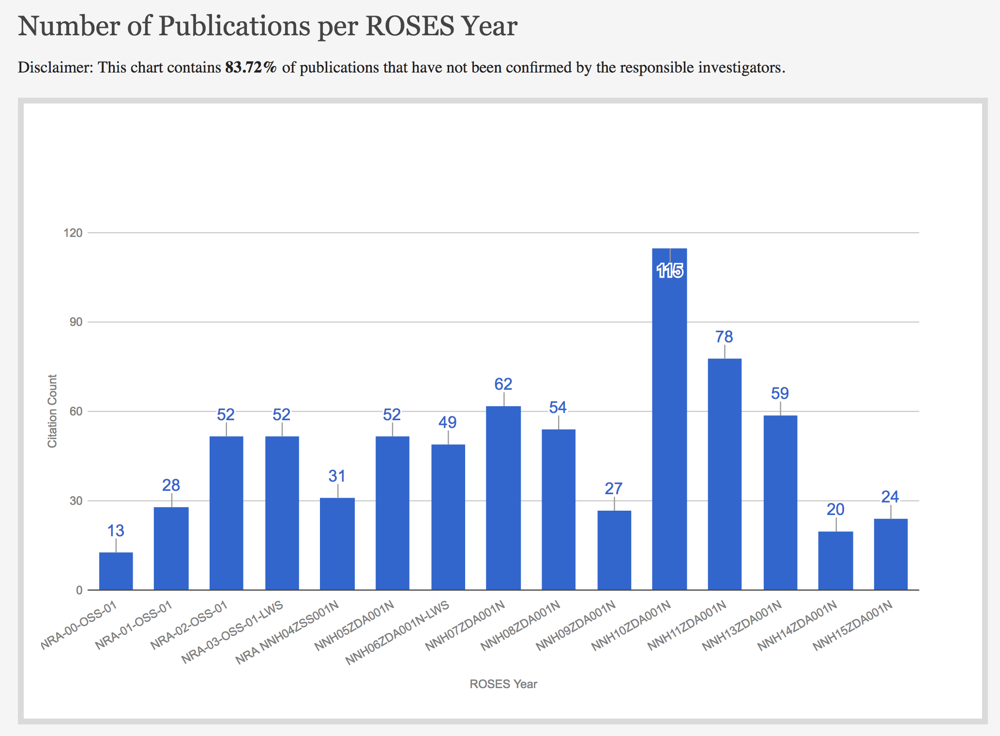 Number of Publications per ROSES Year
Disclaimer: This chart contains 83.72% of publications that have not been confirmed by the responsible investigators.
120
90
60
30
0
Citation Count
13
28
52
52
31
52
49
62
54
27
115
78
59
20
24
NRA-00-OSS-01
NRA-01-OSS-01
NRA-02-OSS-01
NRA-03-OSS-01-LWS
NRA NNH04ZSS001N
NNH05ZDA001N
NNH06ZDA001N-LWS
NNH07ZDA001N
NNH08ZDA001N
NNH09ZDA001N
NNH10ZDA001N
NNH11ZDA001N
NNH13ZDA001N
NNH14ZDA001N
NNH15ZDA001N
ROSES Year